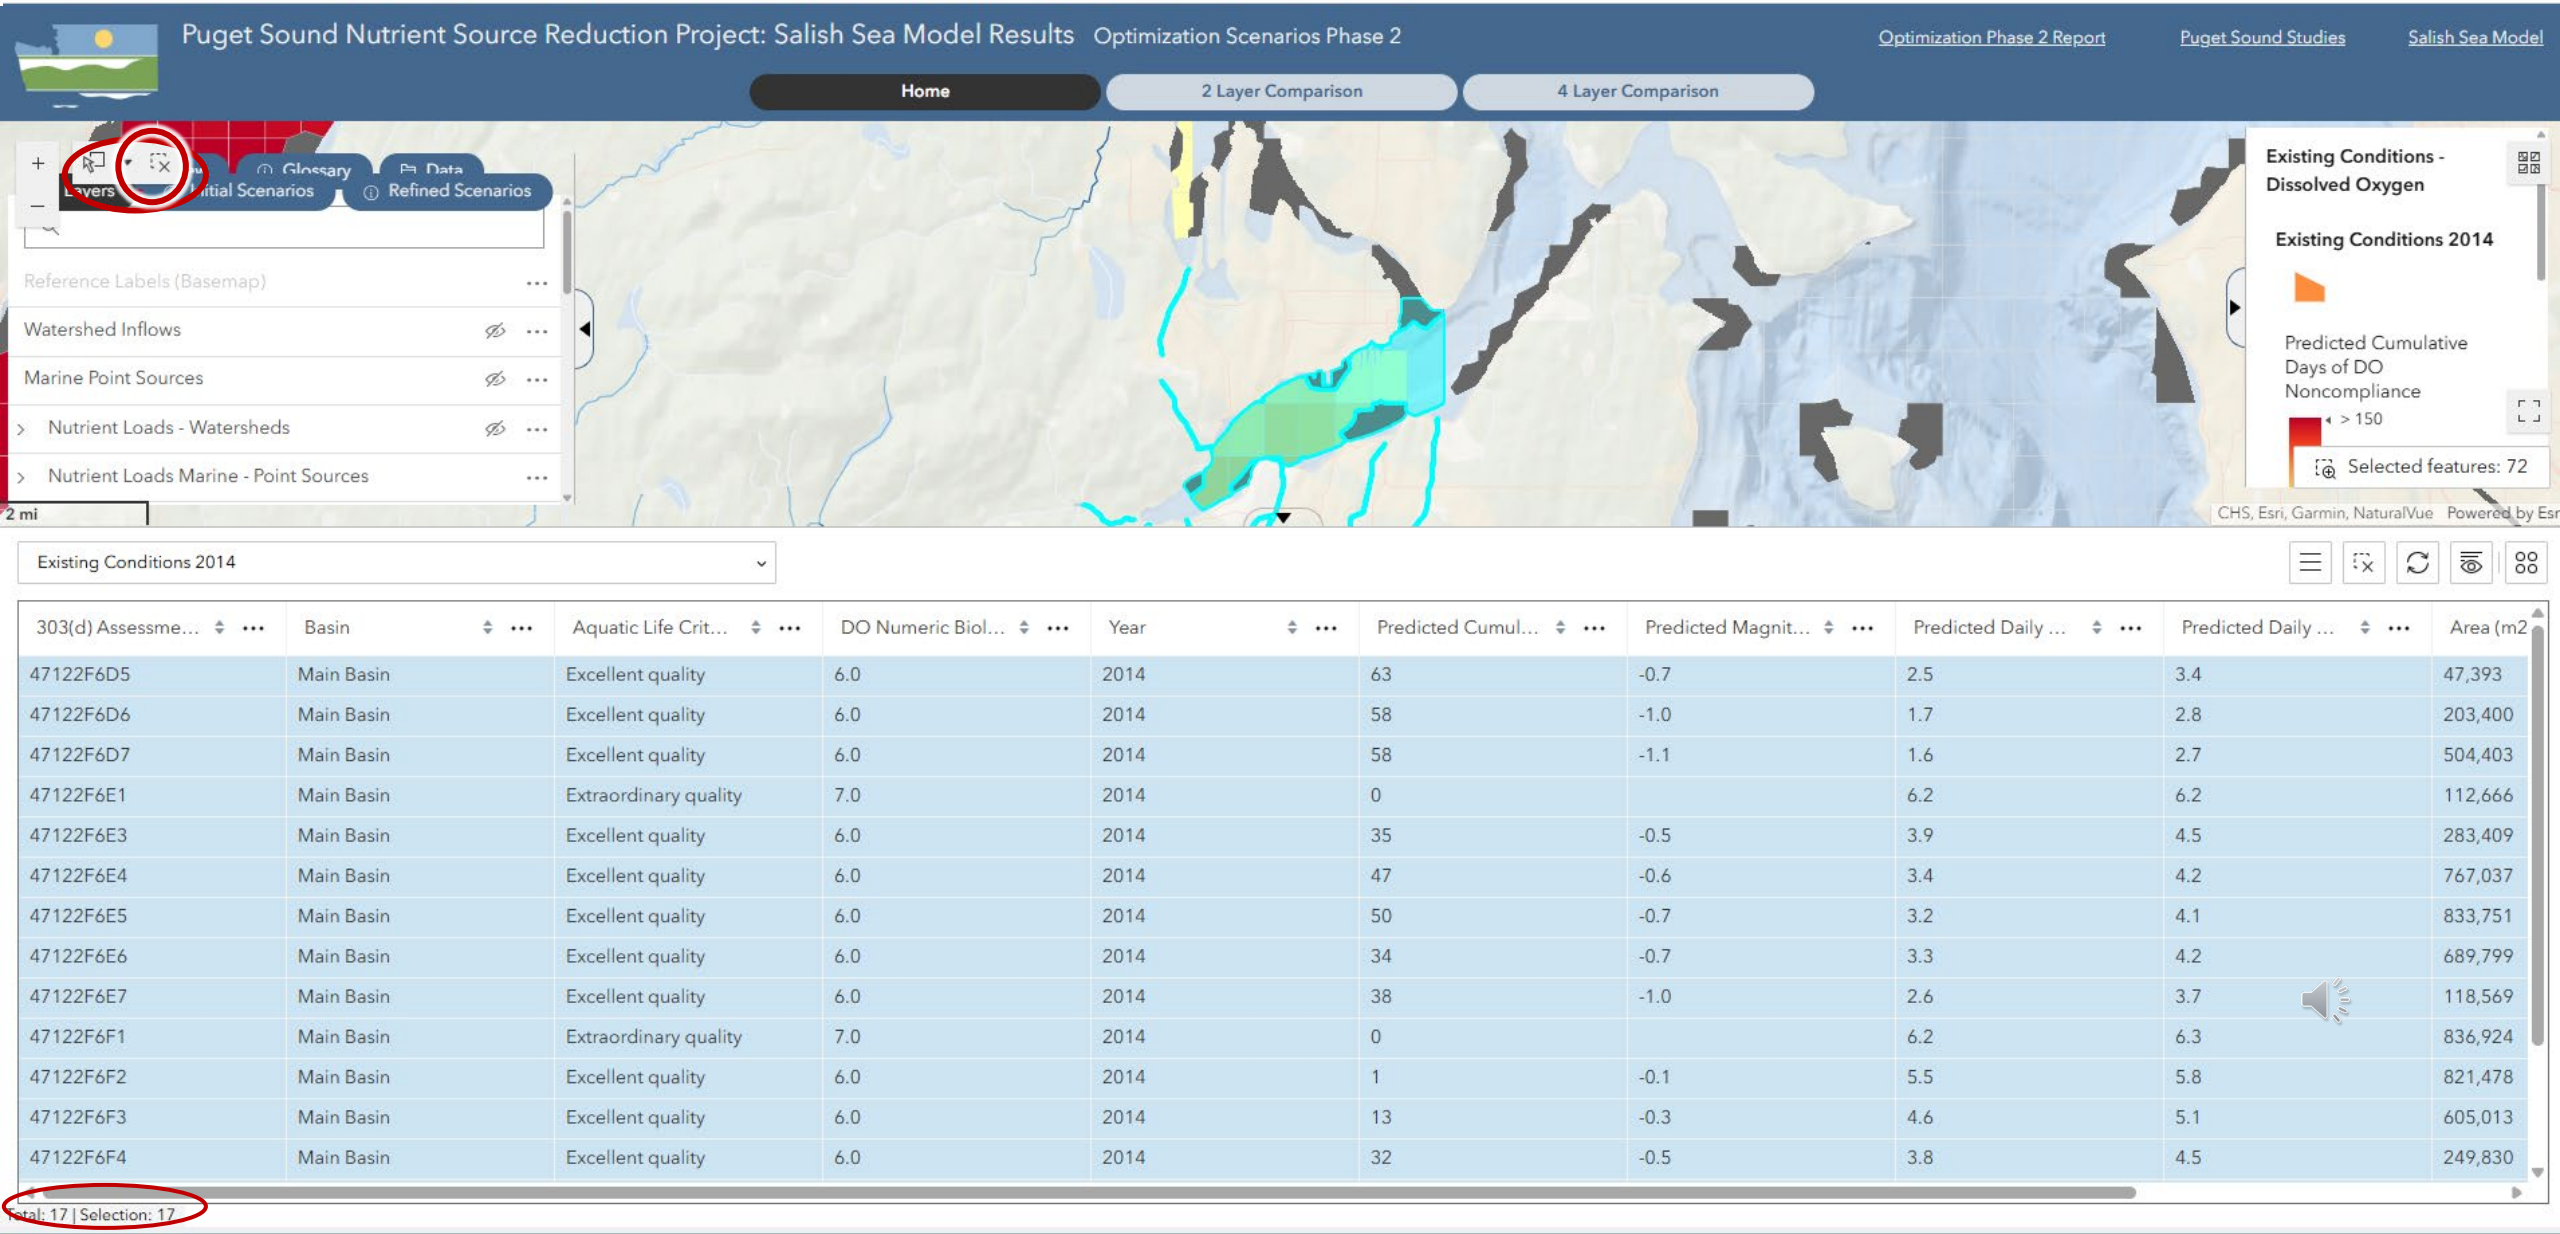 Puget Sound Nutrient Source Reduction Project: Salish Sea Model Results Optimization Scenarios Phase 2
Optimization Phase 2 Report Puget Sound Studies Salish Sea Model
Home 2 Layer Comparison 4 Layer Comparison
+
−
Glossary Data
Layers Initial Scenarios Refined Scenarios
Reference Labels (Basemap) ...
Watershed Inflows ...
Marine Point Sources ...
> Nutrient Loads - Watersheds ...
> Nutrient Loads Marine - Point Sources ...
2 mi
Existing Conditions -
Dissolved Oxygen
Existing Conditions 2014
Predicted Cumulative
Days of DO
Noncompliance
> 150
Selected features: 72
CHS, Esri, Garmin, NaturalVue Powered by Esr
Existing Conditions 2014
303(d) Assessme... Basin Aquatic Life Crit... DO Numeric Biol... Year Predicted Cumul... Predicted Magnit... Predicted Daily ... Predicted Daily ... Area (m2
47122F6D5 Main Basin Excellent quality 6.0 2014 63 -0.7 2.5 3.4 47,393
47122F6D6 Main Basin Excellent quality 6.0 2014 58 -1.0 1.7 2.8 203,400
47122F6D7 Main Basin Excellent quality 6.0 2014 58 -1.1 1.6 2.7 504,403
47122F6E1 Main Basin Extraordinary quality 7.0 2014 0 6.2 6.2 112,666
47122F6E3 Main Basin Excellent quality 6.0 2014 35 -0.5 3.9 4.5 283,409
47122F6E4 Main Basin Excellent quality 6.0 2014 47 -0.6 3.4 4.2 767,037
47122F6E5 Main Basin Excellent quality 6.0 2014 50 -0.7 3.2 4.1 833,751
47122F6E6 Main Basin Excellent quality 6.0 2014 34 -0.7 3.3 4.2 689,799
47122F6E7 Main Basin Excellent quality 6.0 2014 38 -1.0 2.6 3.7 118,569
47122F6F1 Main Basin Extraordinary quality 7.0 2014 0 6.2 6.3 836,924
47122F6F2 Main Basin Excellent quality 6.0 2014 1 -0.1 5.5 5.8 821,478
47122F6F3 Main Basin Excellent quality 6.0 2014 13 -0.3 4.6 5.1 605,013
47122F6F4 Main Basin Excellent quality 6.0 2014 32 -0.5 3.8 4.5 249,830
Total: 17 | Selection: 17